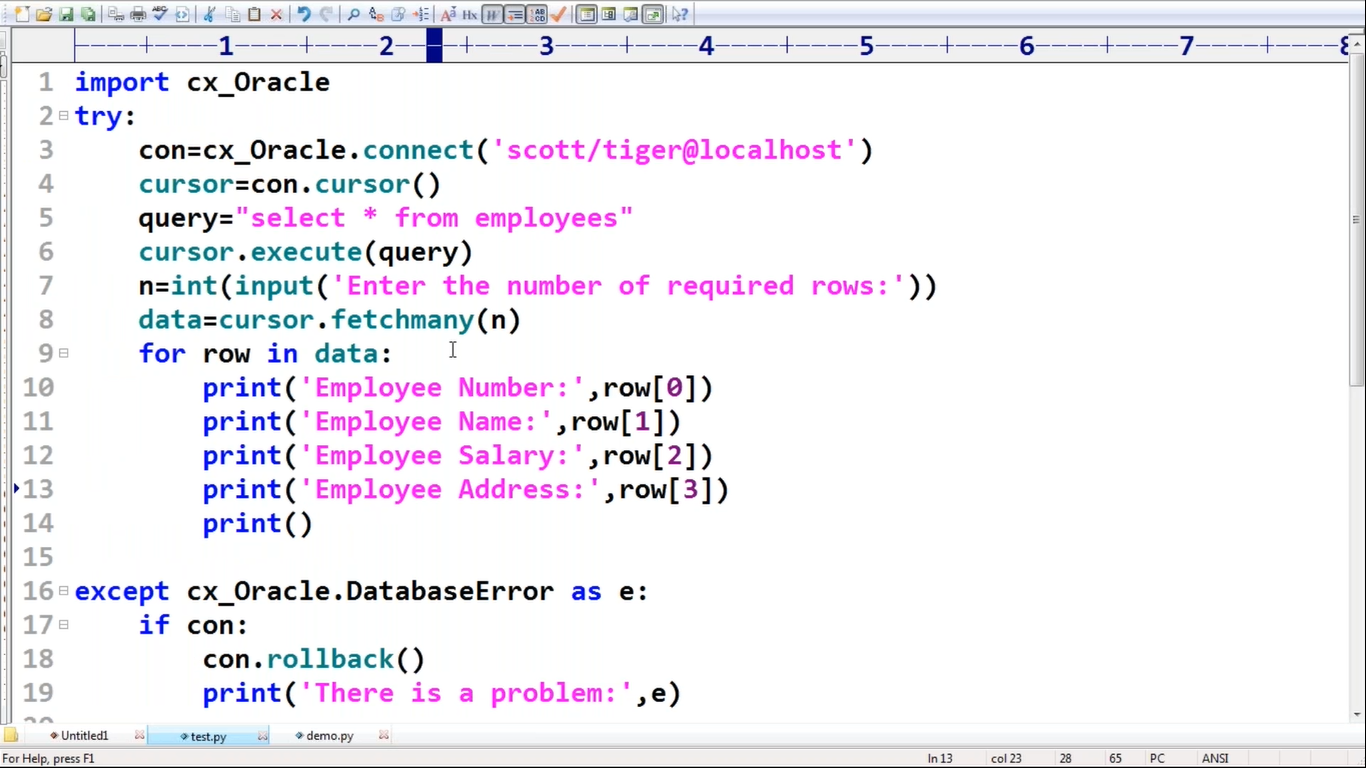 1 2 3 4 5 6 7 8
1 import cx_Oracle
2 try:
3 con=cx_Oracle.connect('scott/tiger@localhost')
4 cursor=con.cursor()
5 query="select * from employees"
6 cursor.execute(query)
7 n=int(input('Enter the number of required rows:'))
8 data=cursor.fetchmany(n)
9 for row in data:
10 print('Employee Number:',row[0])
11 print('Employee Name:',row[1])
12 print('Employee Salary:',row[2])
13 print('Employee Address:',row[3])
14 print()
15
16 except cx_Oracle.DatabaseError as e:
17 if con:
18 con.rollback()
19 print('There is a problem:',e)
Untitled1 test.py demo.py
For Help, press F1 ln 13 col 23 28 65 PC ANSI